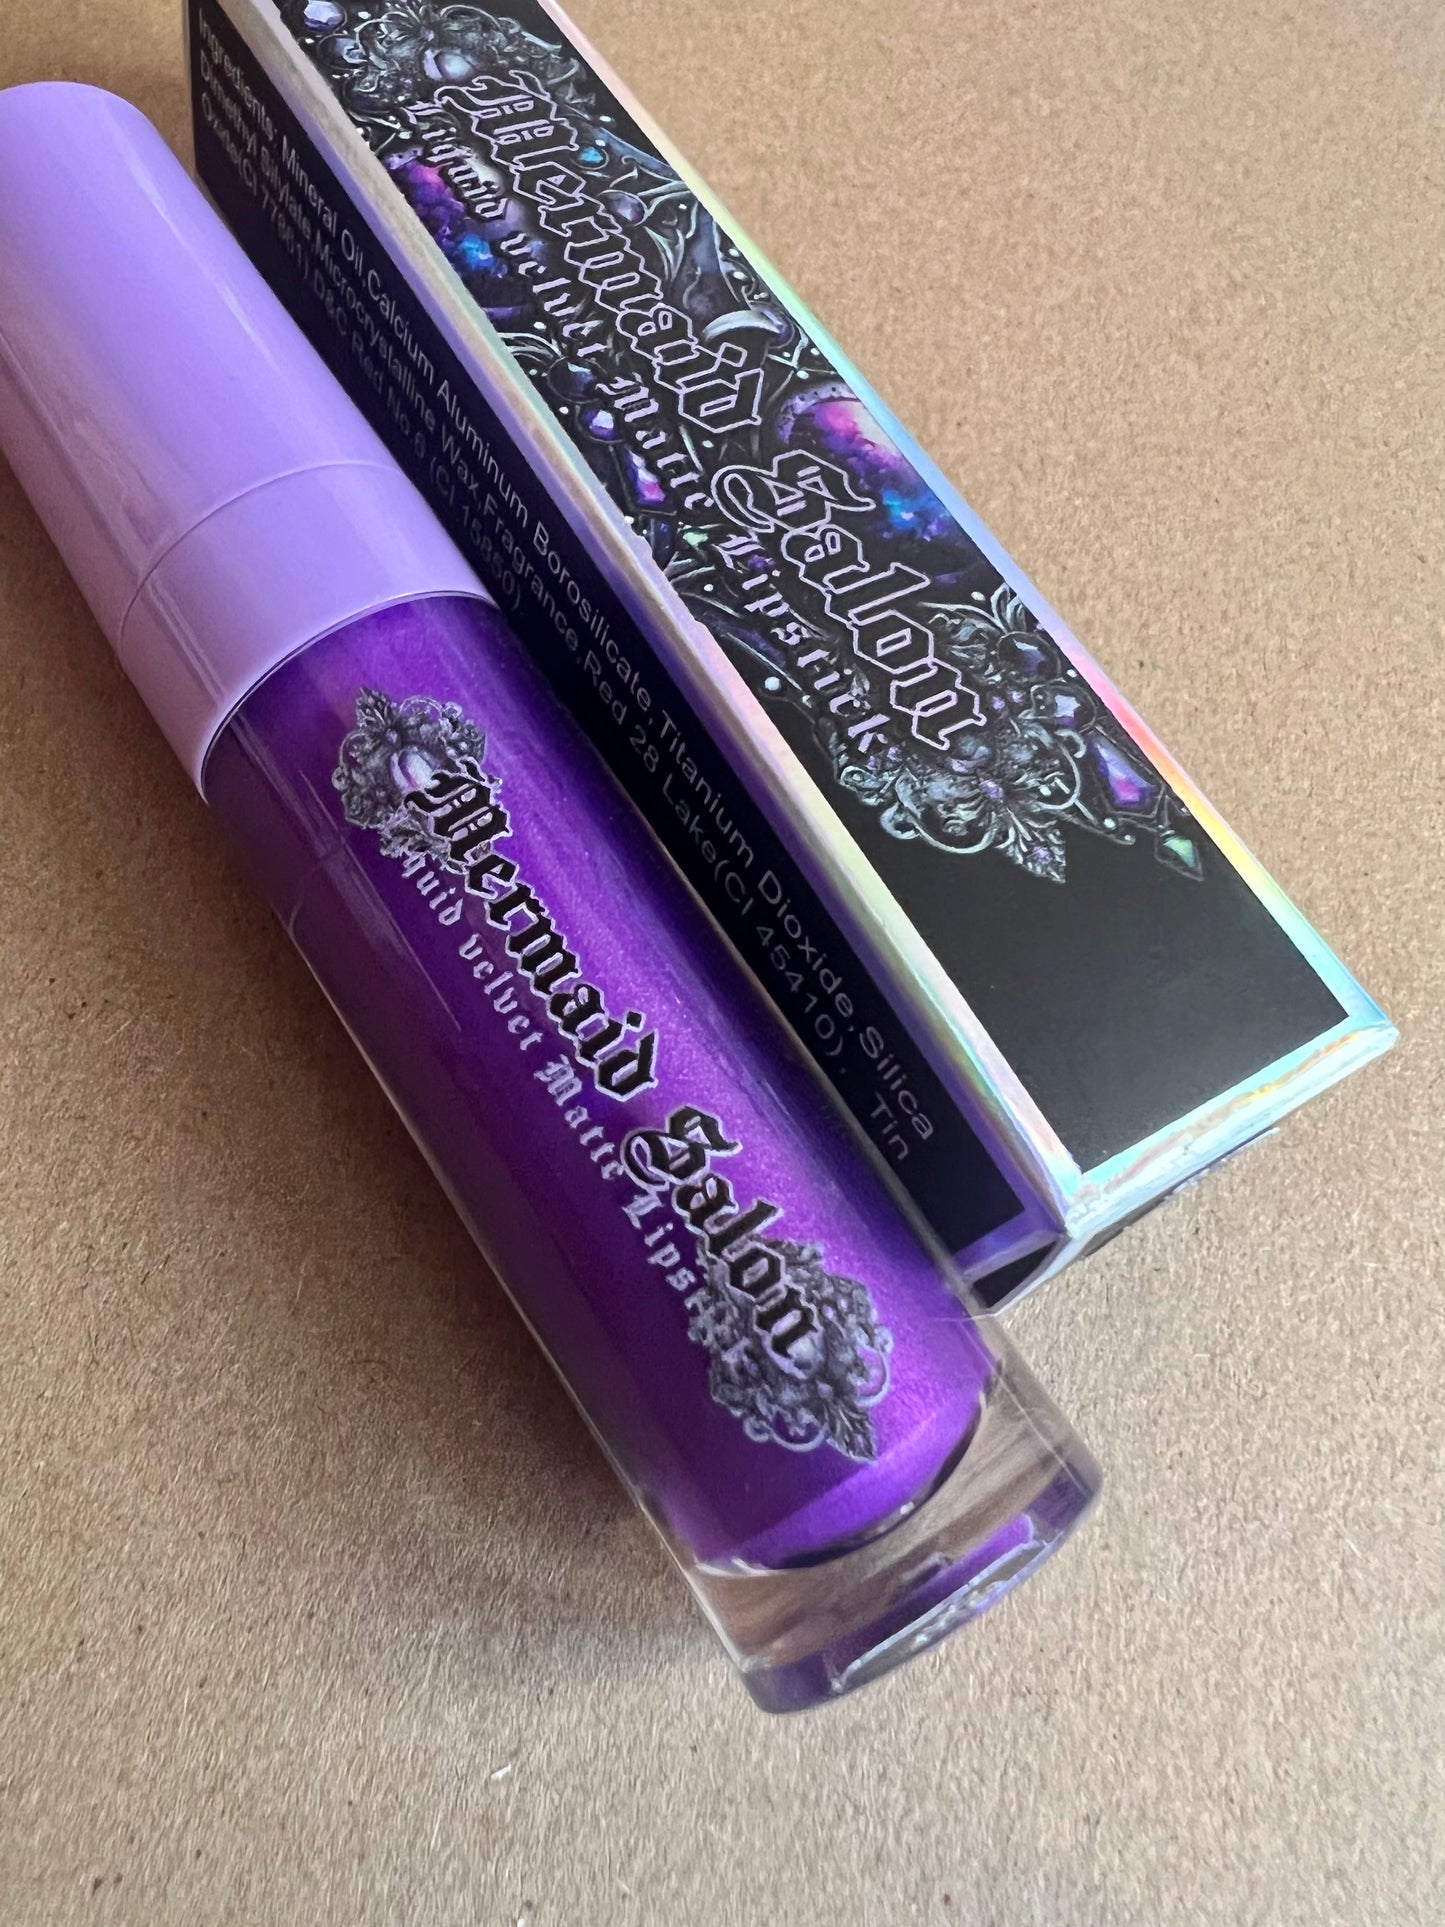 Mermaid Salon
Liquid velvet Matte Lipstick
Ingredients: Mineral Oil,Calcium Aluminum Borosilicate,Titanium Dioxide,Silica
Dimethyl Silylate,Microcrystalline Wax,Fragrance,Red 28 Lake(CI 45410), Tin
Oxide(CI 77861),D&C Red No.6 (CI 15850),
Mermaid Salon
Liquid velvet Matte Lipstick